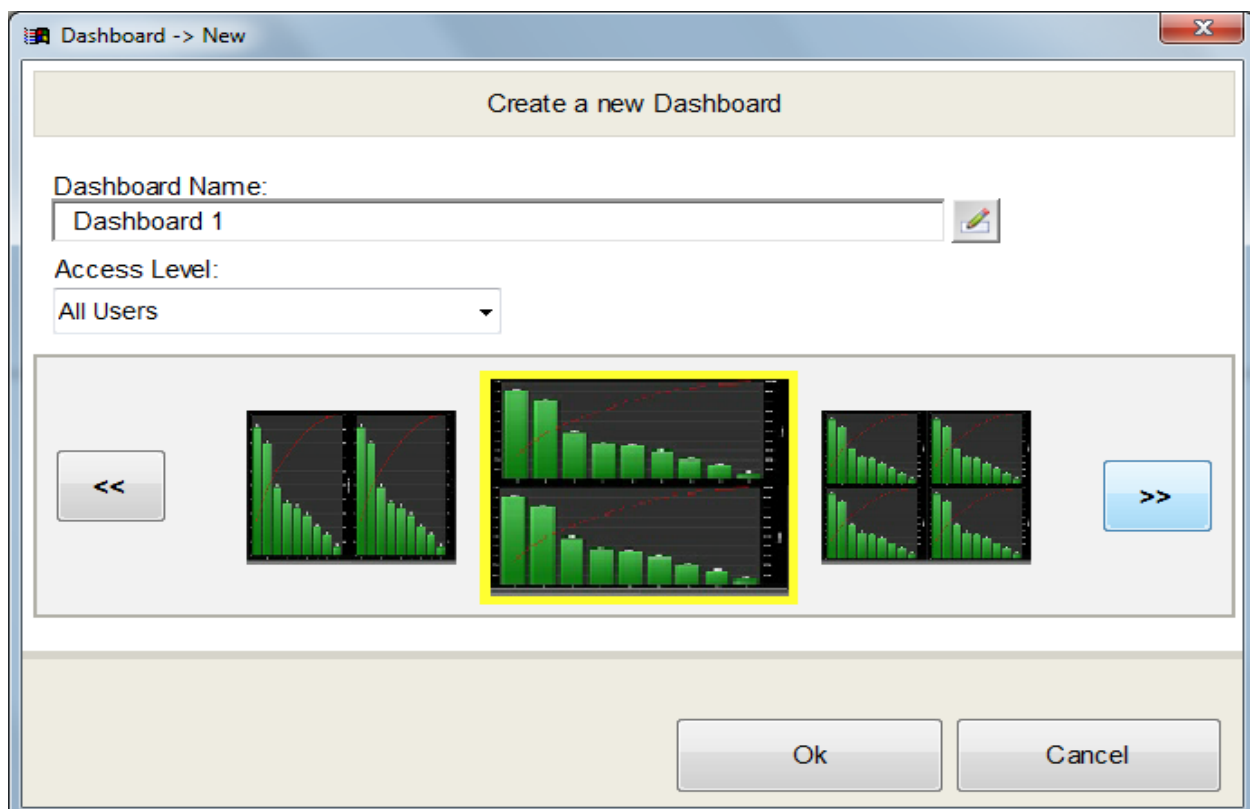 Dashboard -> New
Create a new Dashboard
Dashboard Name:
Dashboard 1
Access Level:
All Users
<<
>>
Ok
Cancel